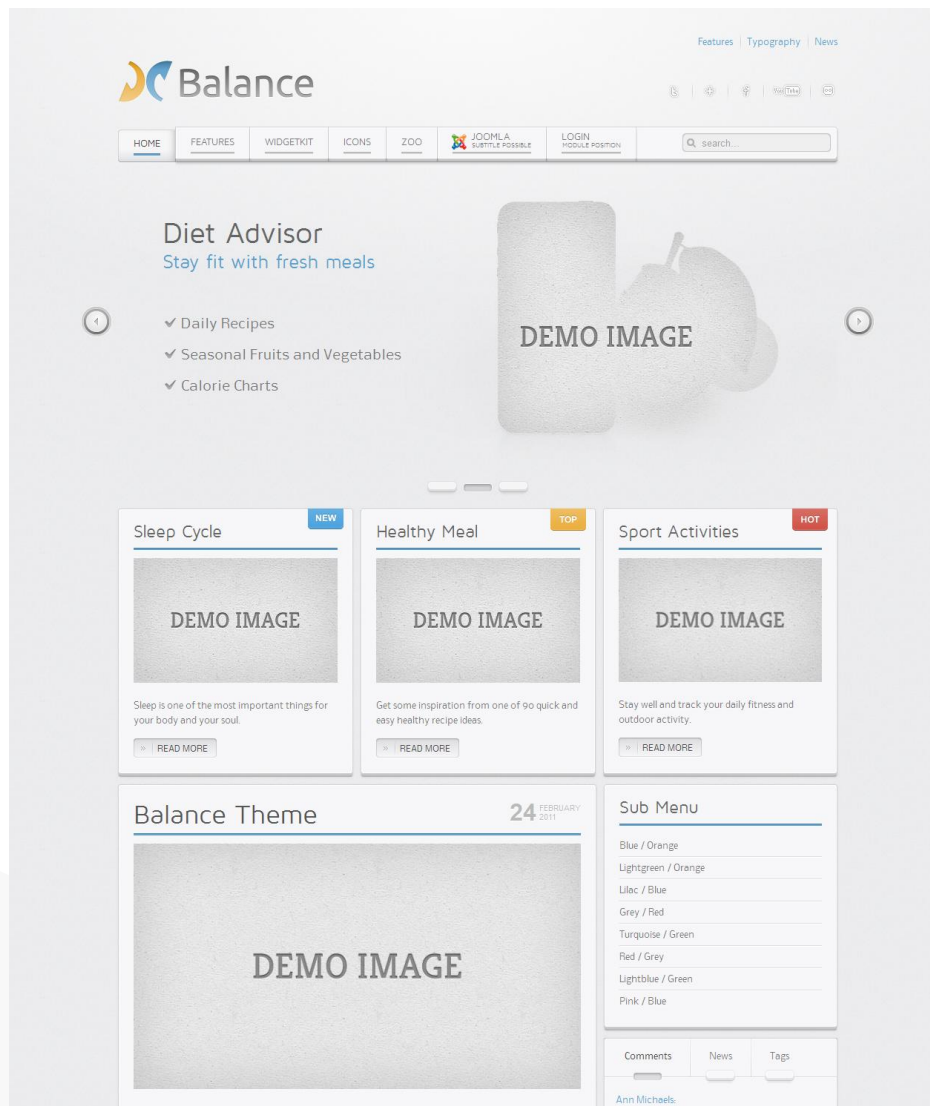 Features | Typography | News
Balance
You Tube
HOME
FEATURES
WIDGETKIT
ICONS
ZOO
JOOMLA
SUBTITLE POSSIBLE
LOGIN
MODULE POSITION
search...
Diet Advisor
Stay fit with fresh meals
Daily Recipes
Seasonal Fruits and Vegetables
Calorie Charts
DEMO IMAGE
Sleep Cycle
NEW
DEMO IMAGE
Sleep is one of the most important things for
your body and your soul.
» READ MORE
Healthy Meal
TOP
DEMO IMAGE
Get some inspiration from one of 90 quick and
easy healthy recipe ideas.
» READ MORE
Sport Activities
HOT
DEMO IMAGE
Stay well and track your daily fitness and
outdoor activity.
» READ MORE
Balance Theme
24 FEBRUARY
2011
DEMO IMAGE
Sub Menu
Blue / Orange
Lightgreen / Orange
Lilac / Blue
Grey / Red
Turquoise / Green
Red / Grey
Lightblue / Green
Pink / Blue
Comments
News
Tags
Ann Michaels: